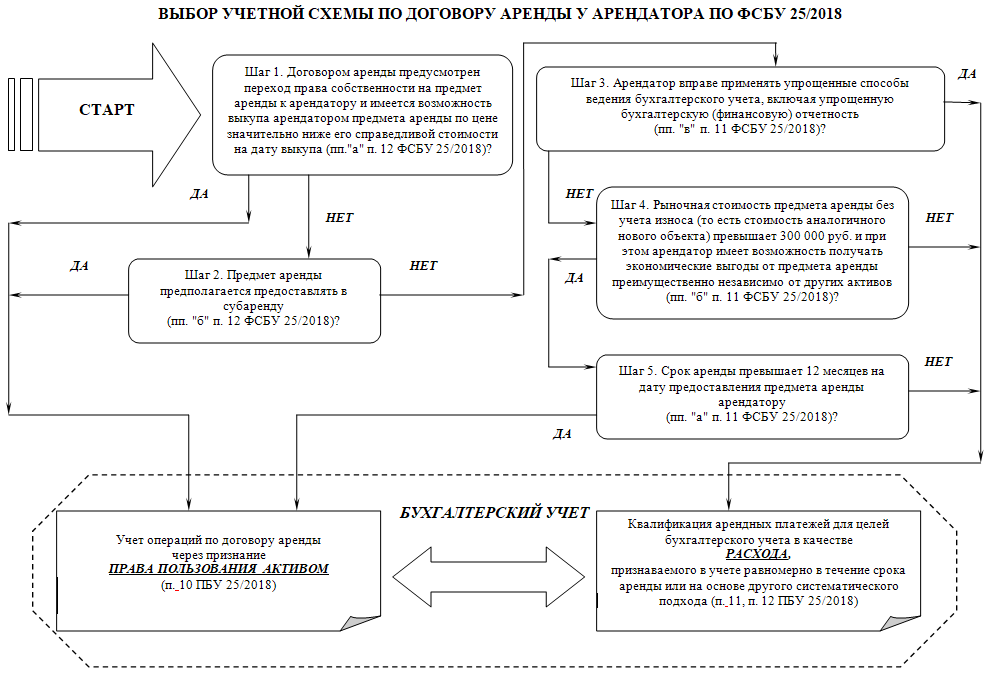 ВЫБОР УЧЕТНОЙ СХЕМЫ ПО ДОГОВОРУ АРЕНДЫ У АРЕНДАТОРА ПО ФСБУ 25/2018
СТАРТ
Шаг 1. Договором аренды предусмотрен
переход права собственности на предмет
аренды к арендатору и имеется возможность
выкупа арендатором предмета аренды по цене
значительно ниже его справедливой стоимости
на дату выкупа (пп."а" п. 12 ФСБУ 25/2018)?
ДА
НЕТ
Шаг 2. Предмет аренды
предполагается предоставлять в
субаренду
(пп. "б" п. 12 ФСБУ 25/2018)?
ДА
НЕТ
Шаг 3. Арендатор вправе применять упрощенные способы
ведения бухгалтерского учета, включая упрощенную
бухгалтерскую (финансовую) отчетность
(пп. "в" п. 11 ФСБУ 25/2018)?
ДА
НЕТ
Шаг 4. Рыночная стоимость предмета аренды без
учета износа (то есть стоимость аналогичного
нового объекта) превышает 300 000 руб. и при
этом арендатор имеет возможность получать
экономические выгоды от предмета аренды
преимущественно независимо от других активов
(пп. "б" п. 11 ФСБУ 25/2018)?
НЕТ
ДА
Шаг 5. Срок аренды превышает 12 месяцев на
дату предоставления предмета аренды
арендатору
(пп. "а" п. 11 ФСБУ 25/2018)?
НЕТ
ДА
БУХГАЛТЕРСКИЙ УЧЕТ
Учет операций по договору аренды
через признание
ПРАВА ПОЛЬЗОВАНИЯ АКТИВОМ
(п. 10 ПБУ 25/2018)
Квалификация арендных платежей для целей
бухгалтерского учета в качестве
РАСХОДА,
признаваемого в учете равномерно в течение срока
аренды или на основе другого систематического
подхода (п. 11, п. 12 ПБУ 25/2018)